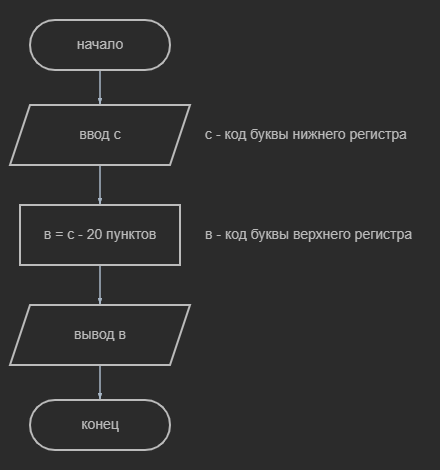 начало
ввод с
с - код буквы нижнего регистра
в = с - 20 пунктов
в - код буквы верхнего регистра
вывод в
конец